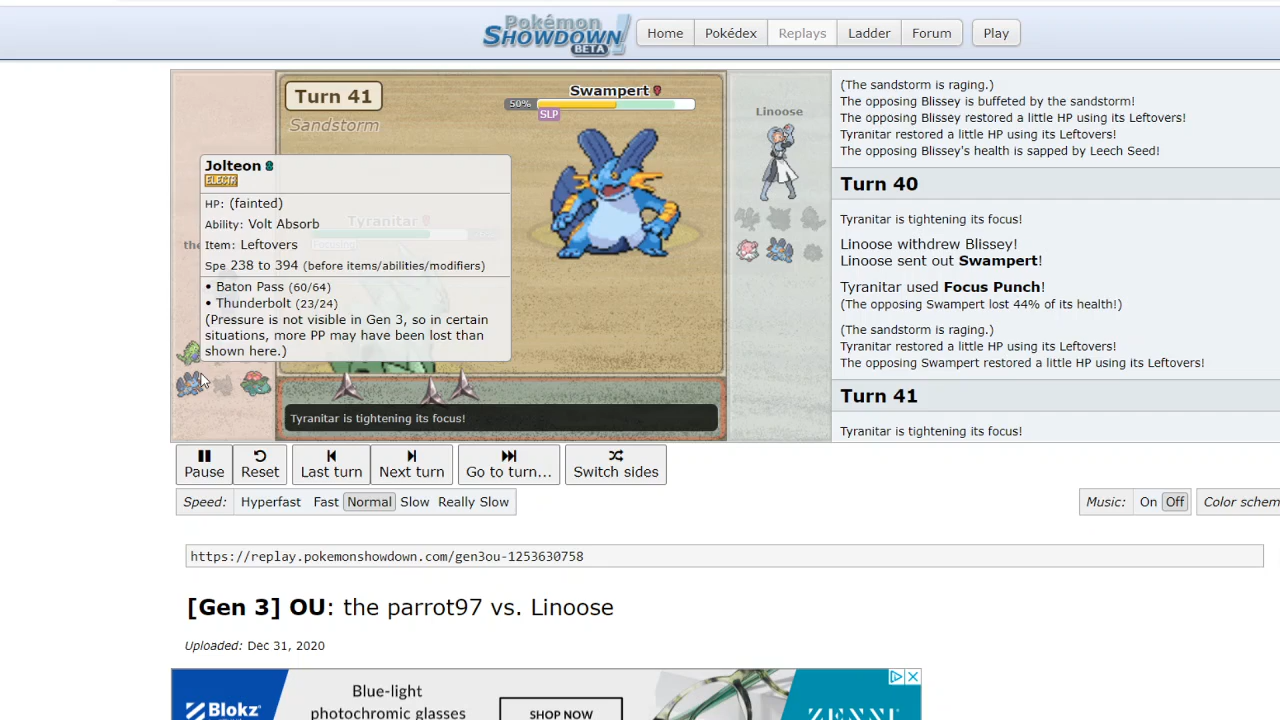 Pokémon
SHOWDOWN!
BETA
Home
Pokédex
Replays
Ladder
Forum
Play
Turn 41
Sandstorm
Swampert
50%
SLP
Jolteon
ELECTR
HP: (fainted)
Ability: Volt Absorb
Item: Leftovers
Spe 238 to 394 (before items/abilities/modifiers)
• Baton Pass (60/64)
• Thunderbolt (23/24)
(Pressure is not visible in Gen 3, so in certain
situations, more PP may have been lost than
shown here.)
Tyranitar
the
Linoose
Tyranitar is tightening its focus!
(The sandstorm is raging.)
The opposing Blissey is buffeted by the sandstorm!
The opposing Blissey restored a little HP using its Leftovers!
Tyranitar restored a little HP using its Leftovers!
The opposing Blissey's health is sapped by Leech Seed!
Turn 40
Tyranitar is tightening its focus!
Linoose withdrew Blissey!
Linoose sent out Swampert!
Tyranitar used Focus Punch!
(The opposing Swampert lost 44% of its health!)
(The sandstorm is raging.)
Tyranitar restored a little HP using its Leftovers!
The opposing Swampert restored a little HP using its Leftovers!
Turn 41
Tyranitar is tightening its focus!
Pause
Reset
Last turn
Next turn
Go to turn...
Switch sides
Speed: Hyperfast Fast Normal Slow Really Slow
Music: On Off
Color schem
https://replay.pokemonshowdown.com/gen3ou-1253630758
[Gen 3] OU: the parrot97 vs. Linoose
Uploaded: Dec 31, 2020
Blokz
Blue-light
photochromic glasses
SHOP NOW
ZENNI